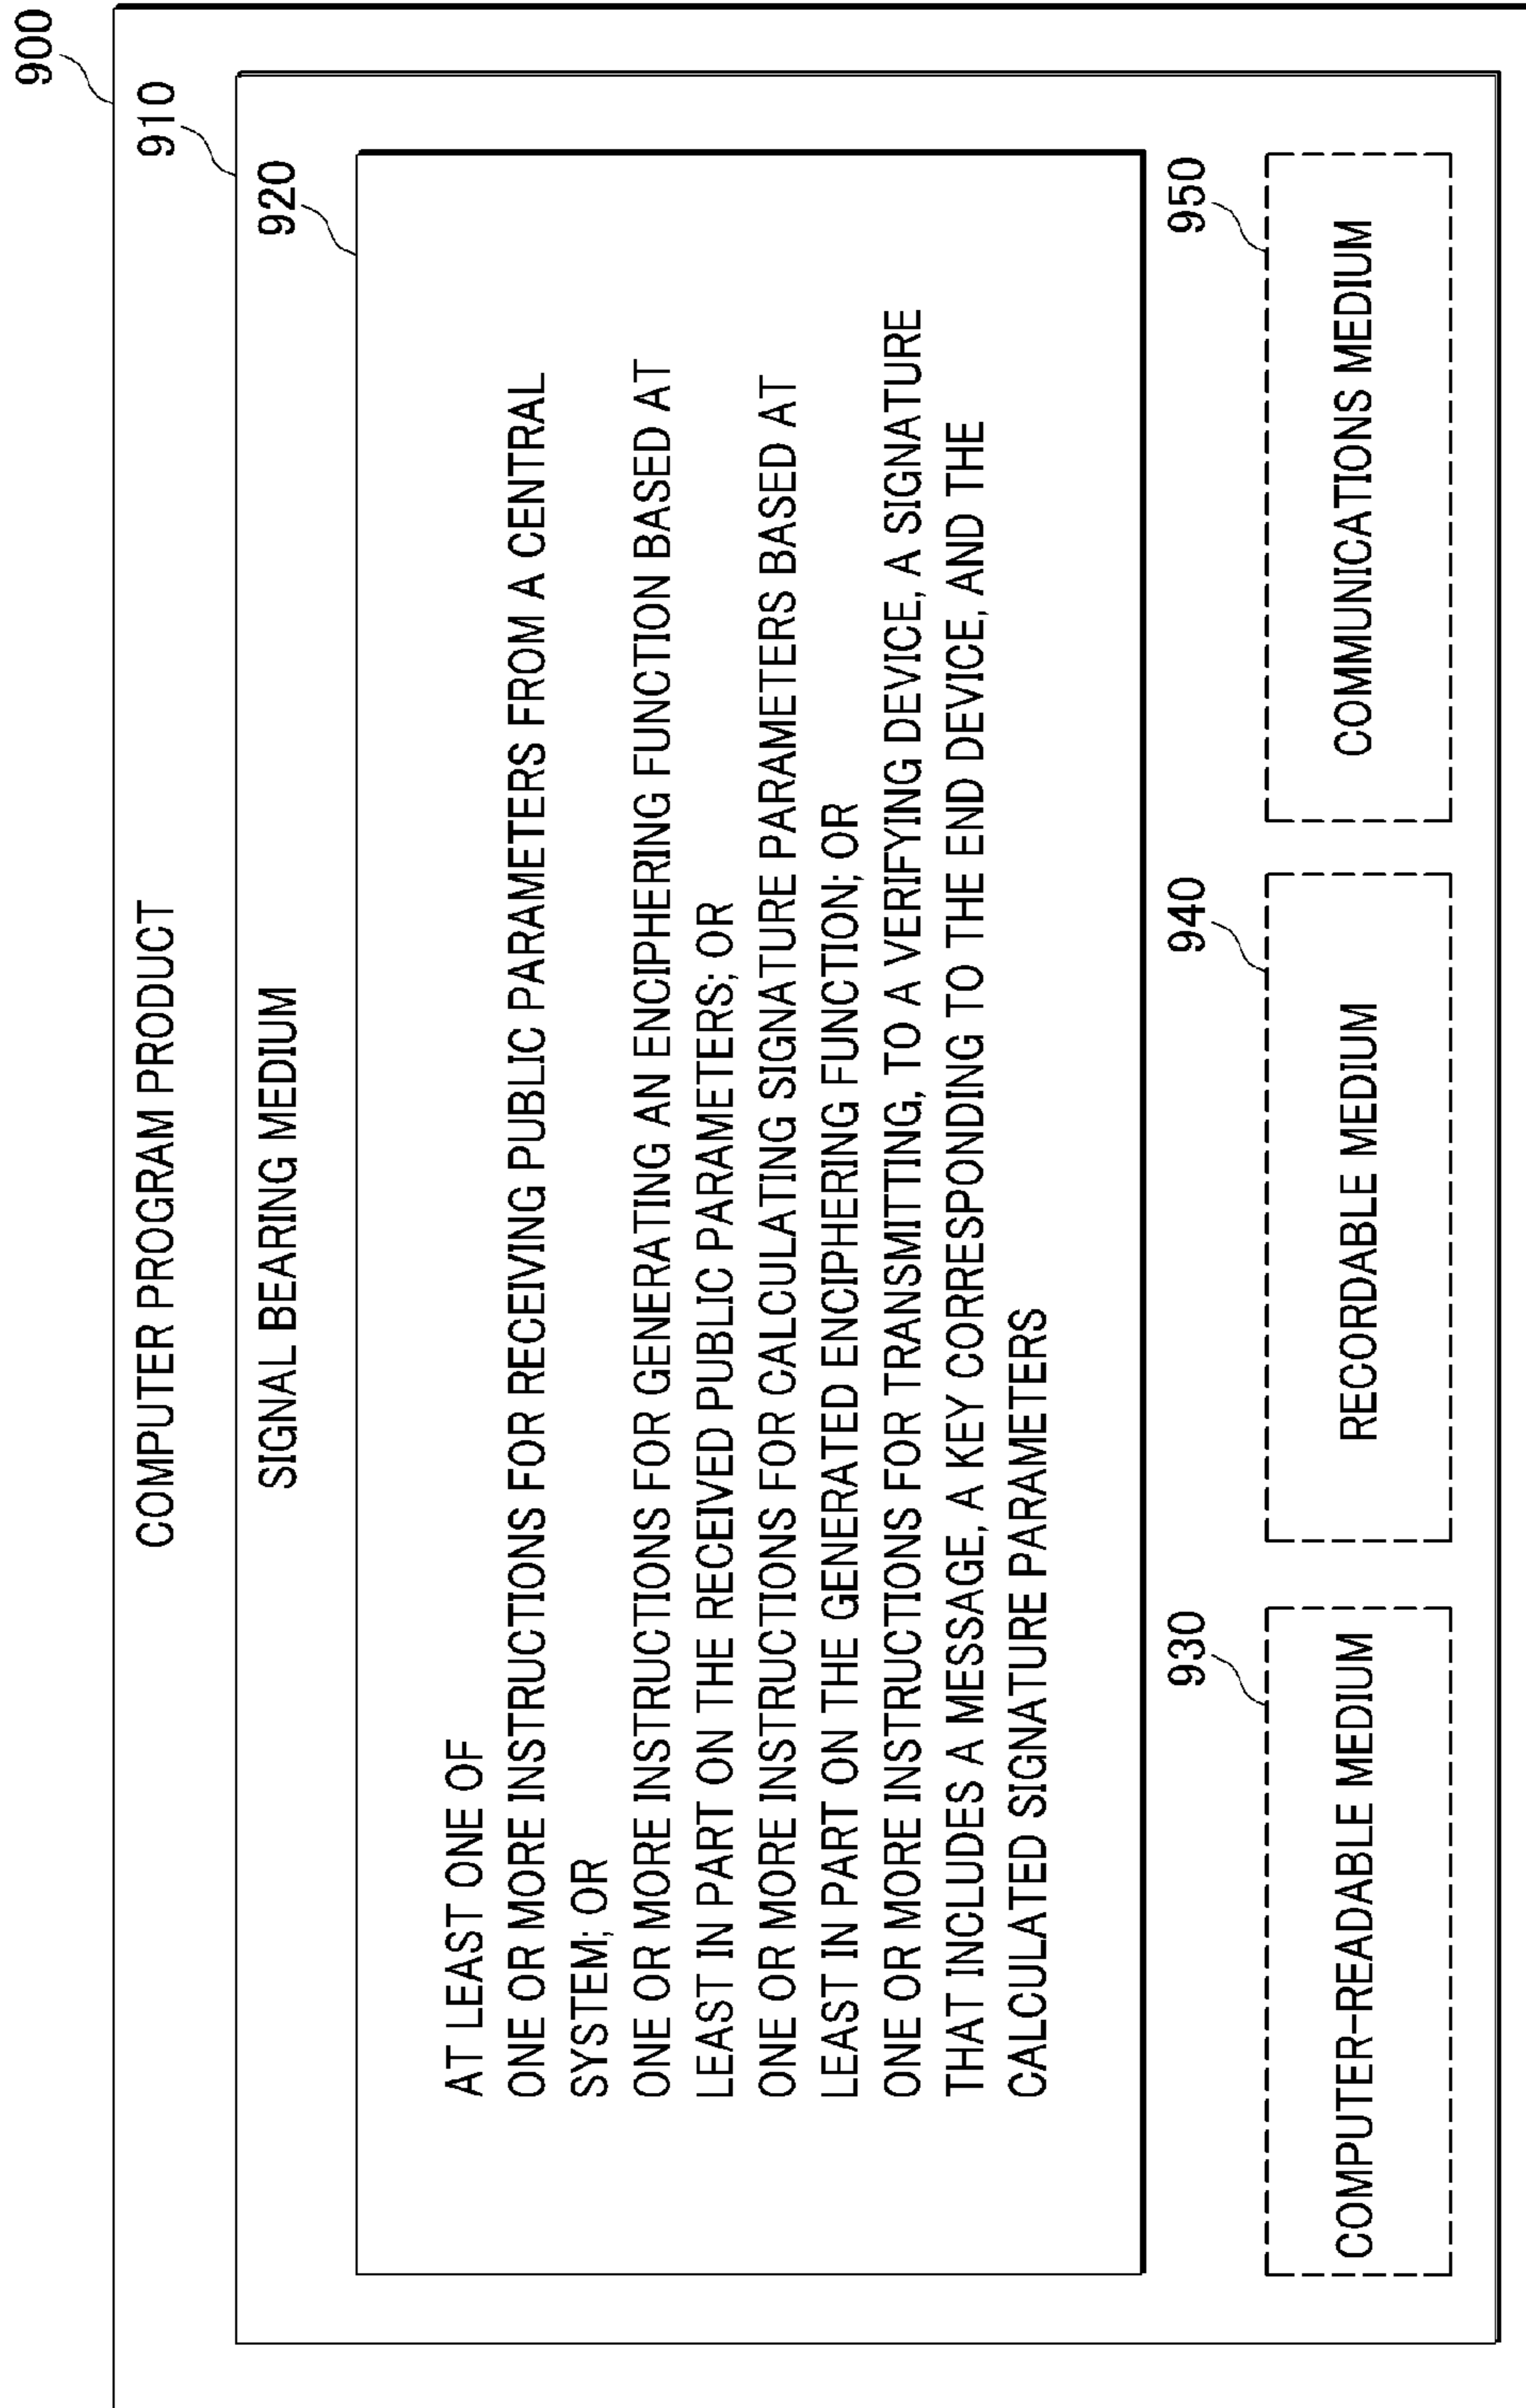 900
COMPUTER PROGRAM PRODUCT
910
SIGNAL BEARING MEDIUM
920
AT LEAST ONE OF
ONE OR MORE INSTRUCTIONS FOR RECEIVING PUBLIC PARAMETERS FROM A CENTRAL
SYSTEM; OR
ONE OR MORE INSTRUCTIONS FOR GENERATING AN ENCIPHERING FUNCTION BASED AT
LEAST IN PART ON THE RECEIVED PUBLIC PARAMETERS; OR
ONE OR MORE INSTRUCTIONS FOR CALCULATING SIGNATURE PARAMETERS BASED AT
LEAST IN PART ON THE GENERATED ENCIPHERING FUNCTION; OR
ONE OR MORE INSTRUCTIONS FOR TRANSMITTING, TO A VERIFYING DEVICE, A SIGNATURE
THAT INCLUDES A MESSAGE, A KEY CORRESPONDING TO THE END DEVICE, AND THE
CALCULATED SIGNATURE PARAMETERS
930
COMPUTER-READABLE MEDIUM
940
RECORDABLE MEDIUM
950
COMMUNICATIONS MEDIUM